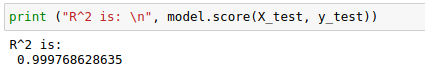 print ("R^2 is: \n", model.score(X_test, y_test))
R^2 is:
 0.999768628635